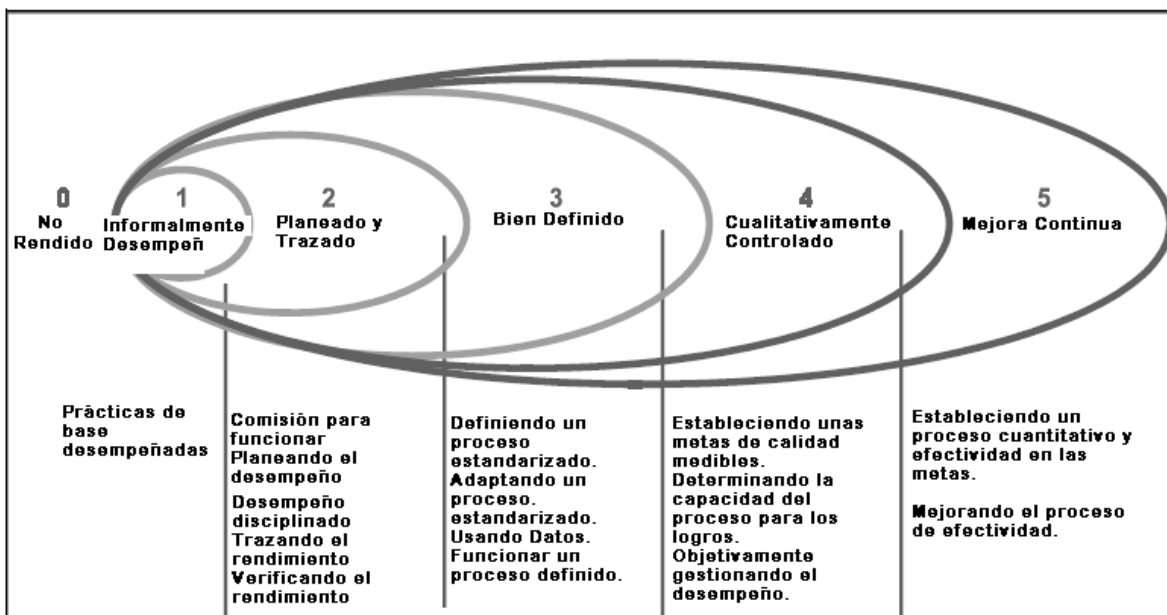 0
No
Rendido
1
Informalmente
Desempeñ
2
Planeado y
Trazado
3
Bien Definido
4
Cualitativamente
Controlado
5
Mejora Continua
Prácticas de
base
desempeñadas
Comisión para
funcionar
Planeando el
desempeño
Desempeño
disciplinado
Trazando el
rendimiento
Verificando el
rendimiento
Definiendo un
proceso
estandarizado.
Adaptando un
proceso.
estandarizado.
Usando Datos.
Funcionar un
proceso definido.
Estableciendo unas
metas de calidad
medibles.
Determinando la
capacidad del
proceso para los
logros.
Objetivamente
gestionando el
desempeño.
Estableciendo un
proceso cuantitativo y
efectividad en las
metas.
Mejorando el proceso
de efectividad.